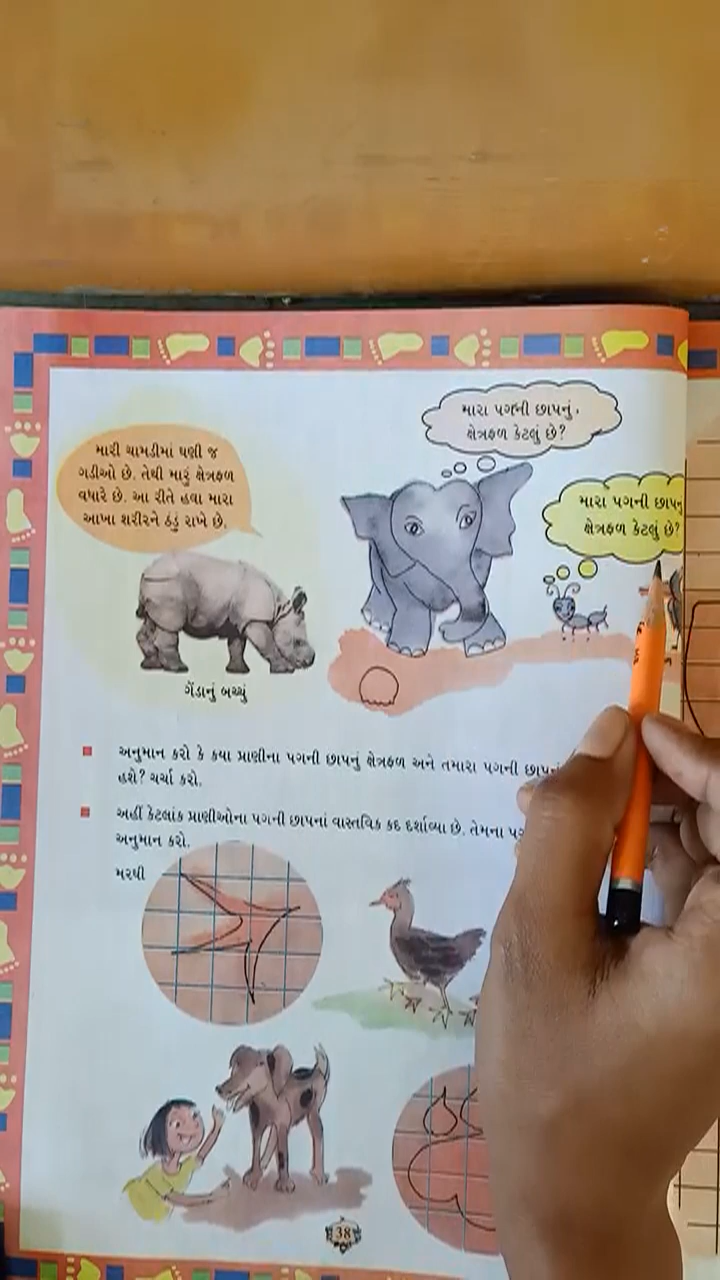 મારા પગની છાપનું
ક્ષેત્રફળ કેટલું છે?
મારી ચામડીમાં ઘણી જ
ગડીઓ છે. તેથી મારું ક્ષેત્રફળ
વધારે છે. આ રીતે હવા મારા
આખા શરીરને ઠંડું રાખે છે.
મારા પગની છાપનું
ક્ષેત્રફળ કેટલું છે?
ગેંડાનું બચ્ચું
અનુમાન કરો કે કયા પ્રાણીના પગની છાપનું ક્ષેત્રફળ અને તમારા પગની
હશે? ચર્ચા કરો.
અહીં કેટલાંક પ્રાણીઓના પગની છાપનાં વાસ્તવિક કદ દર્શાવ્યા છે. તેમના
અનુમાન કરો.
મરઘી
38